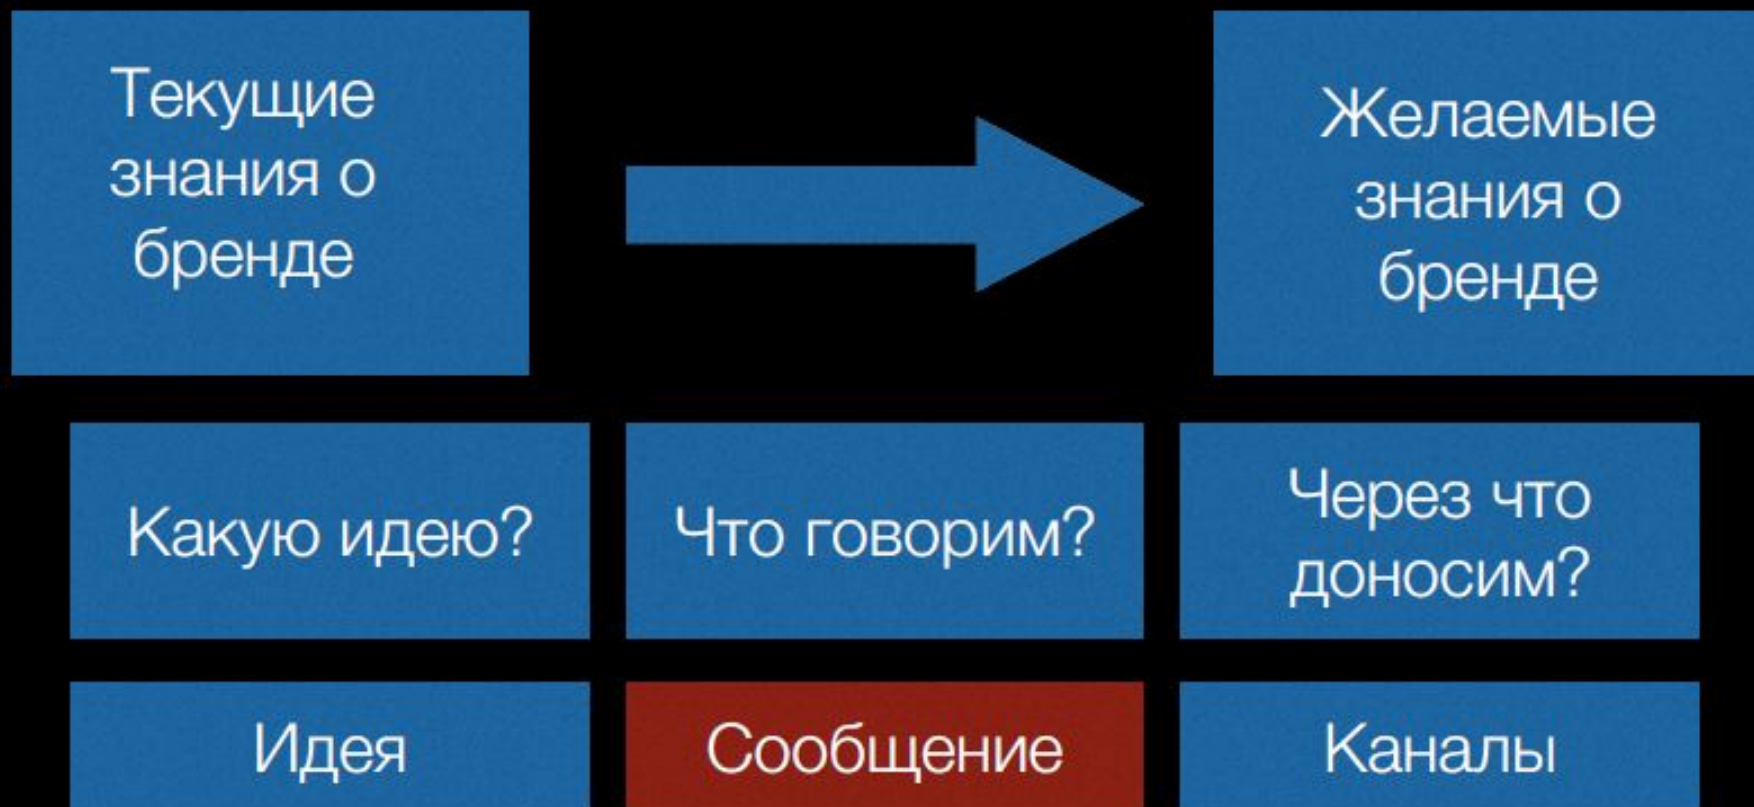 Текущие
знания о
бренде
Желаемые
знания о
бренде
Какую идею?
Что говорим?
Через что
доносим?
Идея
Сообщение
Каналы